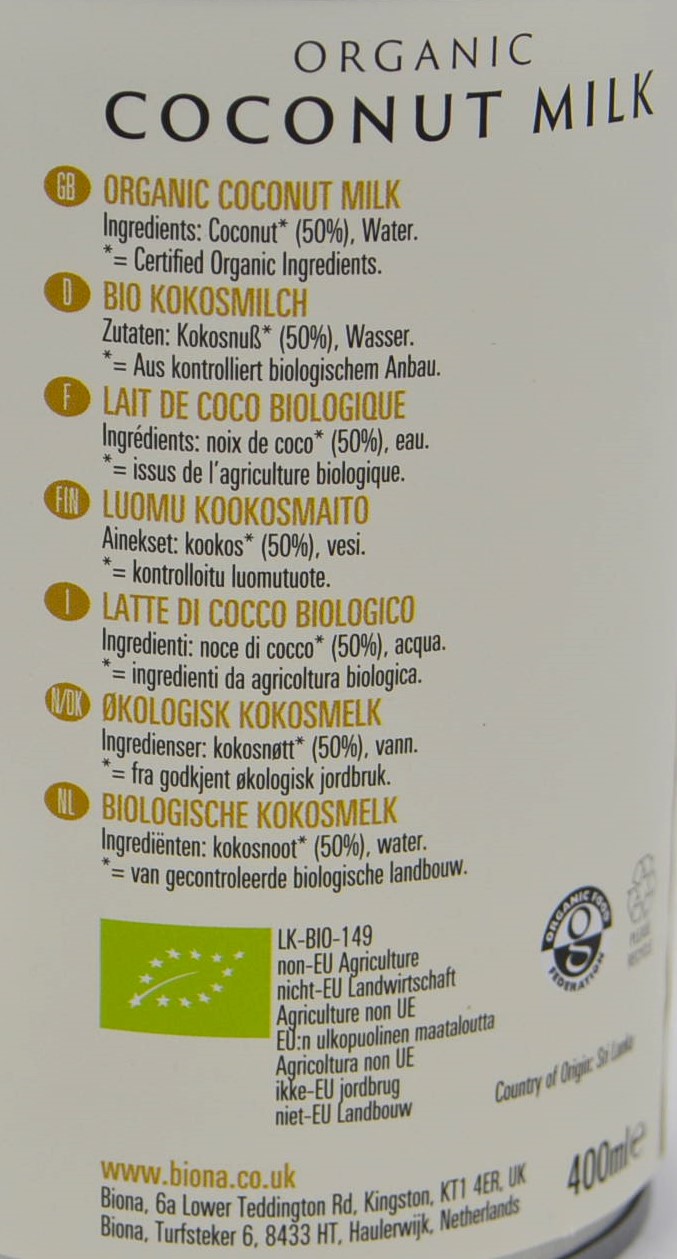 ORGANIC
COCONUT MILK
GB ORGANIC COCONUT MILK
Ingredients: Coconut* (50%), Water.
*= Certified Organic Ingredients.
D BIO KOKOSMILCH
Zutaten: Kokosnuß* (50%), Wasser.
*= Aus kontrolliert biologischem Anbau.
F LAIT DE COCO BIOLOGIQUE
Ingrédients: noix de coco* (50%), eau.
*= issus de l'agriculture biologique.
FIN LUOMU KOOKOSMAITO
Ainekset: kookos* (50%), vesi.
*= kontrolloitu luomutuote.
I LATTE DI COCCO BIOLOGICO
Ingredienti: noce di cocco* (50%), acqua.
*= ingredienti da agricoltura biologica.
N/DK ØKOLOGISK KOKOSMELK
Ingredienser: kokosnøtt* (50%), vann.
*= fra godkjent økologisk jordbruk.
NL BIOLOGISCHE KOKOSMELK
Ingrediënten: kokosnoot* (50%), water.
*= van gecontroleerde biologische landbouw.
LK-BIO-149
non-EU Agriculture
nicht-EU Landwirtschaft
Agriculture non UE
EU:n ulkopuolinen maataloutta
Agricoltura non UE
ikke-EU jordbrug
niet-EU Landbouw
ORGANIC FOOD
FEDERATION
PLEASE
RECYCLE
Country of Origin: Sri Lanka
400ml e
www.biona.co.uk
Biona, 6a Lower Teddington Rd, Kingston, KT1 4ER, UK
Biona, Turfsteker 6, 8433 HT, Haulerwijk, Netherlands